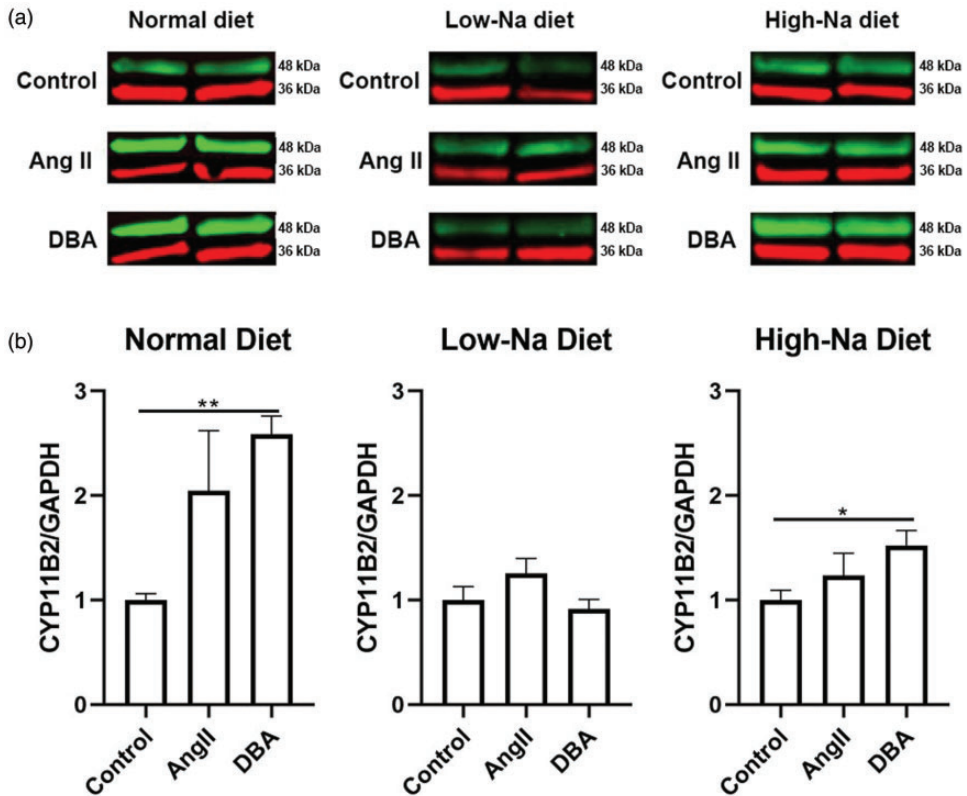 (a)
Normal diet
Low-Na diet
High-Na diet
Control
48 kDa
36 kDa
48 kDa
36 kDa
Control
48 kDa
36 kDa
Ang II
48 kDa
36 kDa
Ang II
48 kDa
36 kDa
Ang II
48 kDa
36 kDa
DBA
48 kDa
36 kDa
DBA
48 kDa
36 kDa
DBA
48 kDa
36 kDa
(b)
Normal Diet
CYP11B2/GAPDH
3
2
1
0
**
Control
AngII
DBA
Low-Na Diet
CYP11B2/GAPDH
3
2
1
0
Control
AngII
DBA
High-Na Diet
CYP11B2/GAPDH
3
2
1
0
*
Control
AngII
DBA